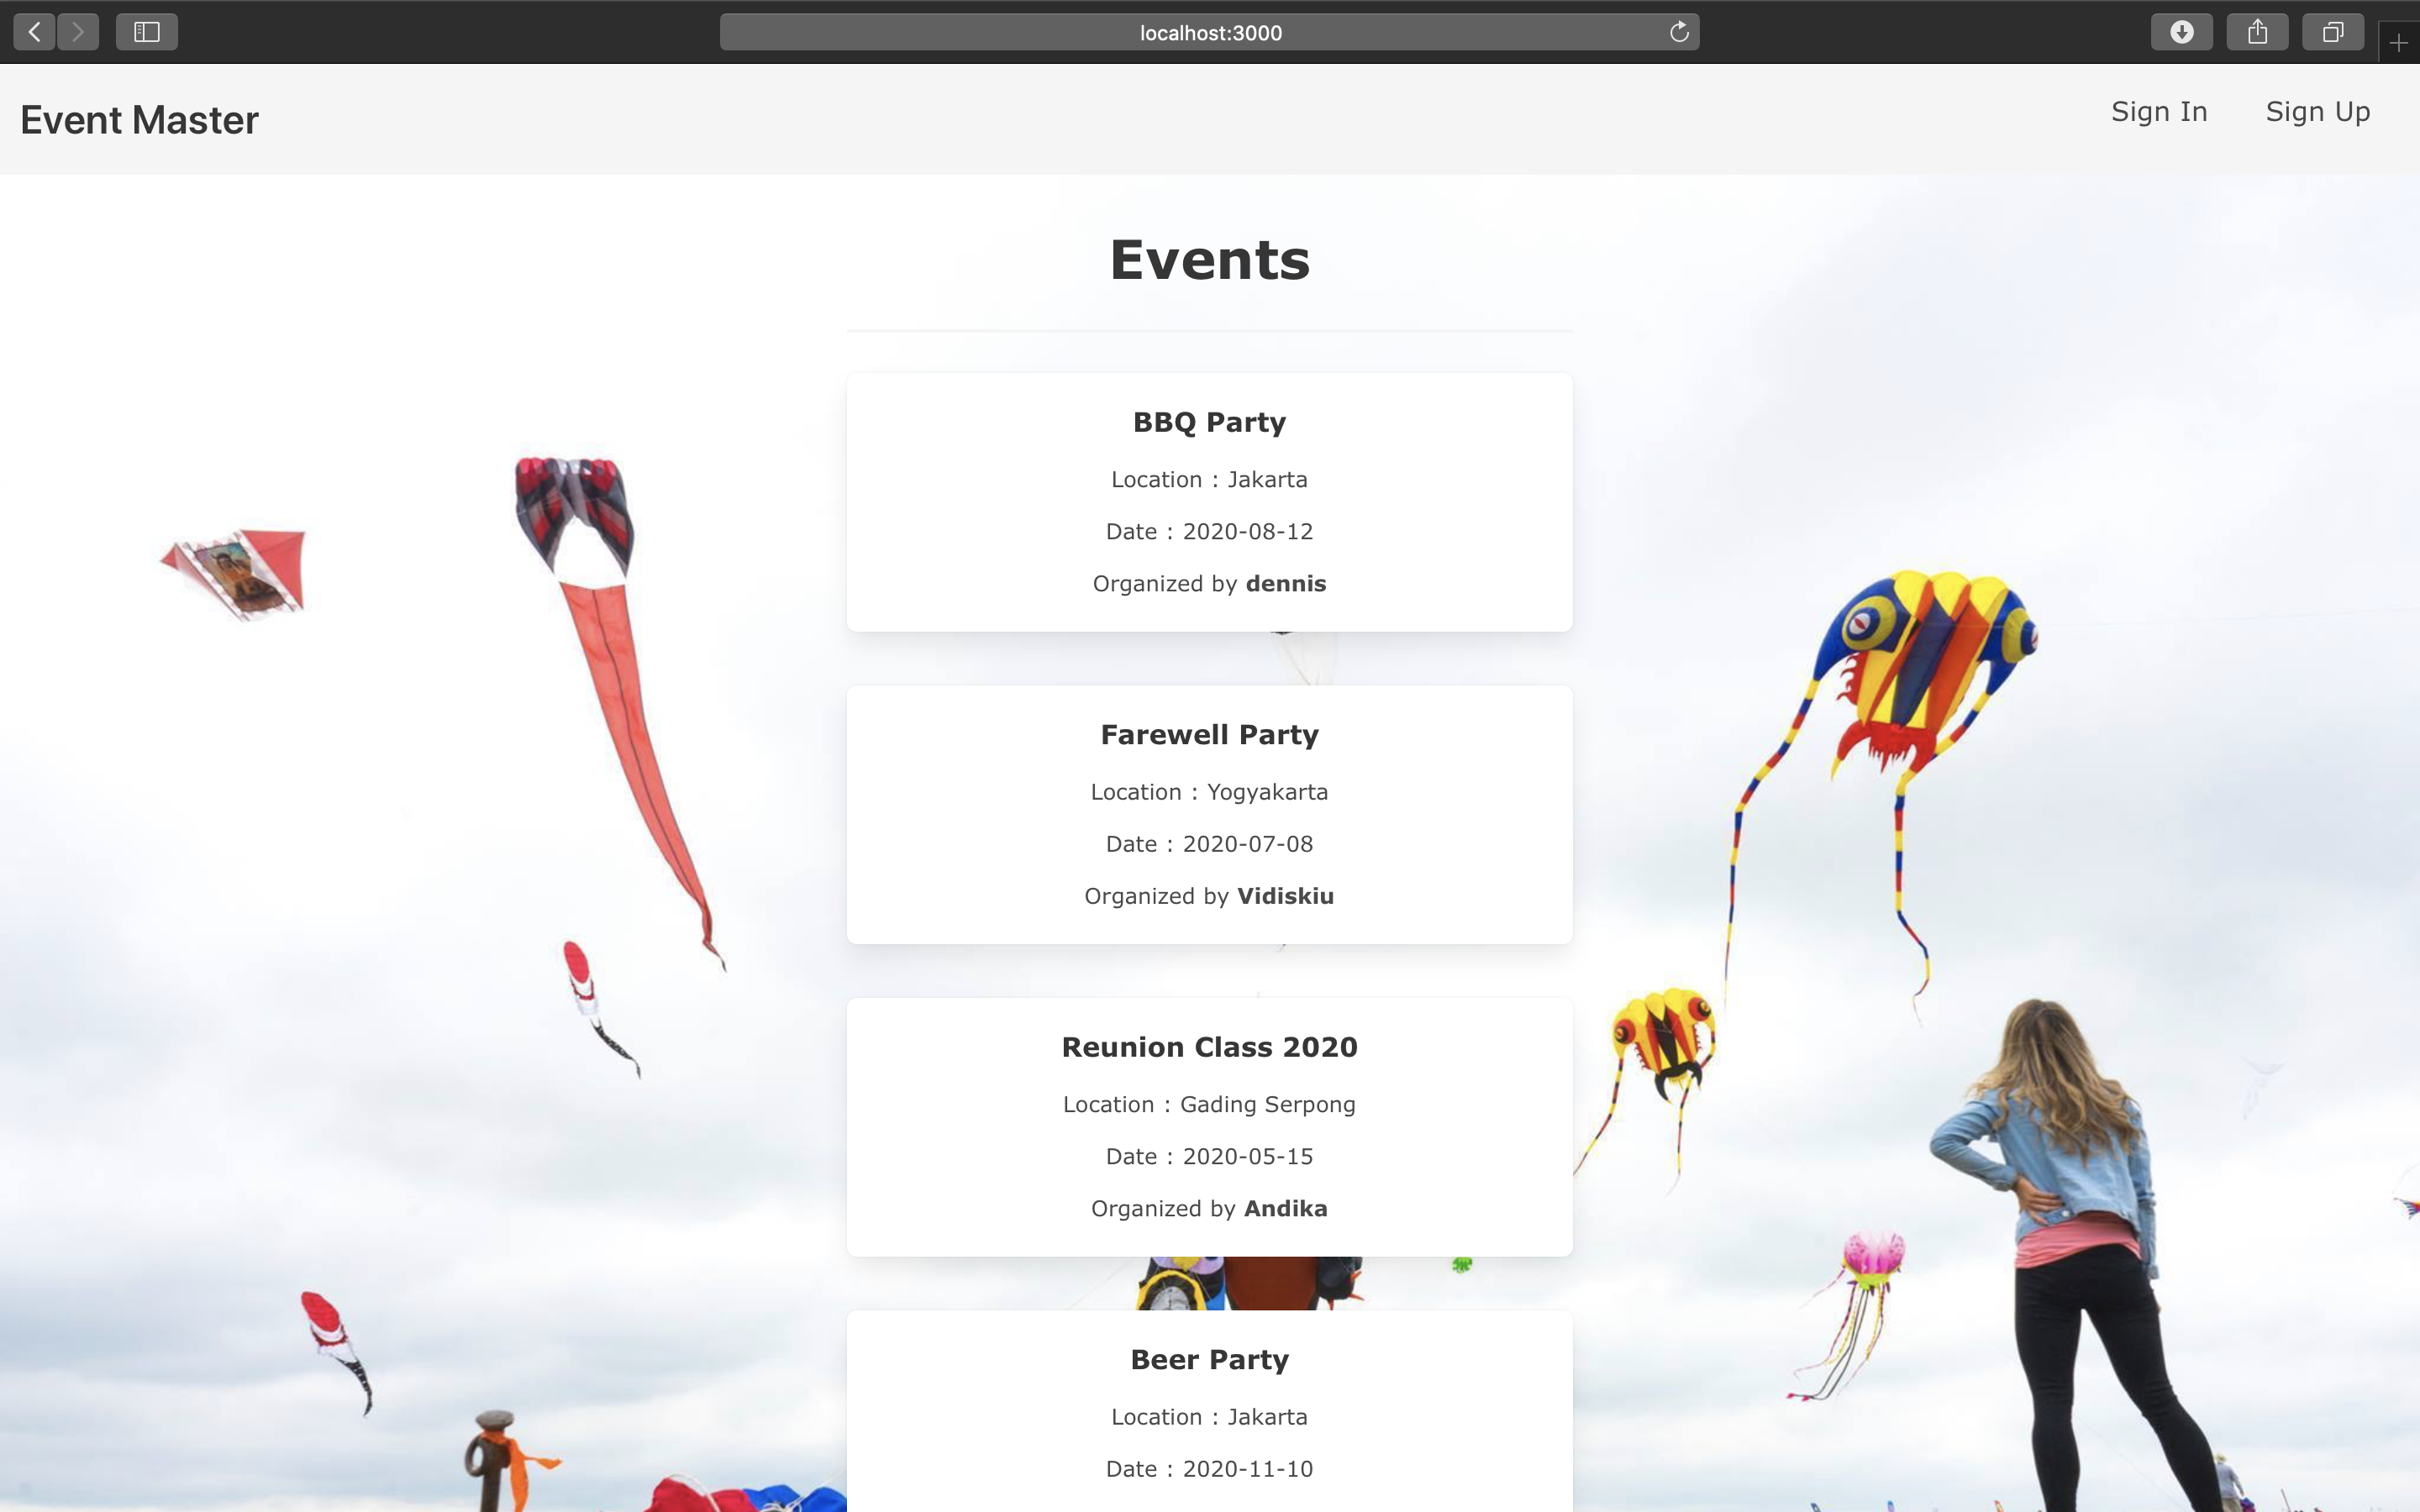 localhost:3000
Event Master
Sign In
Sign Up
Events
BBQ Party
Location : Jakarta
Date : 2020-08-12
Organized by dennis
Farewell Party
Location : Yogyakarta
Date : 2020-07-08
Organized by Vidiskiu
Reunion Class 2020
Location : Gading Serpong
Date : 2020-05-15
Organized by Andika
Beer Party
Location : Jakarta
Date : 2020-11-10